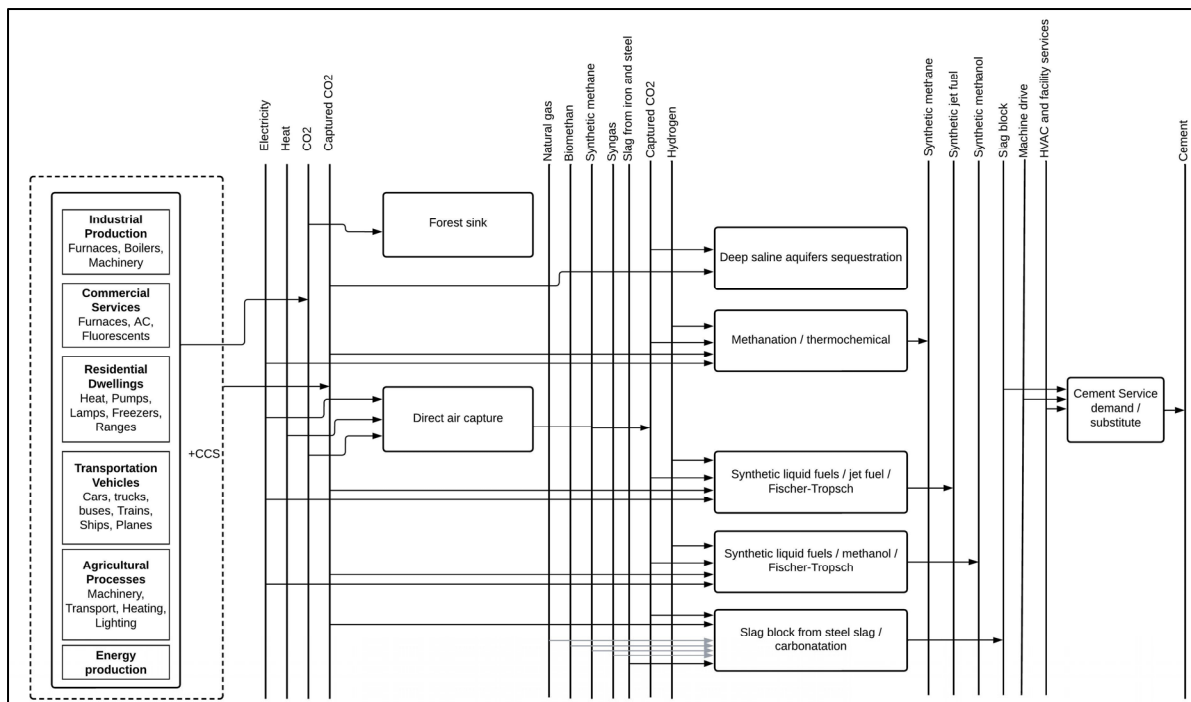 Electricity
Heat
CO2
Captured CO2
Natural gas
Biomethan
Synthetic methane
Syngas
Slag from iron and steel
Captured CO2
Hydrogen
Synthetic methane
Synthetic jet fuel
Synthetic methanol
Slag block
Machine drive
HVAC and facility services
Cement
Industrial
Production
Furnaces, Boilers,
Machinery
Commercial
Services
Furnaces, AC,
Fluorescents
Residential
Dwellings
Heat, Pumps,
Lamps, Freezers,
Ranges
+CCS
Transportation
Vehicles
Cars, trucks,
buses, Trains,
Ships, Planes
Agricultural
Processes
Machinery,
Transport, Heating,
Lighting
Energy
production
Forest sink
Direct air capture
Deep saline aquifers sequestration
Methanation / thermochemical
Synthetic liquid fuels / jet fuel /
Fischer-Tropsch
Synthetic liquid fuels / methanol /
Fischer-Tropsch
Slag block from steel slag /
carbonatation
Cement Service
demand /
substitute